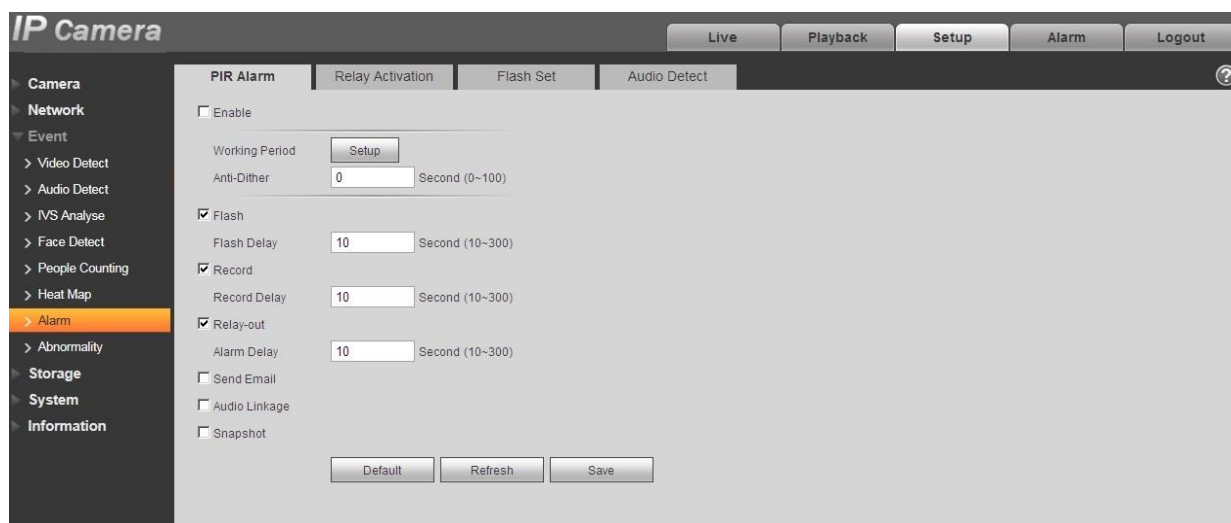 IP Camera
Live Playback Setup Alarm Logout
PIR Alarm Relay Activation Flash Set Audio Detect ?
Camera
Network
Event
> Video Detect
> Audio Detect
> IVS Analyse
> Face Detect
> People Counting
> Heat Map
> Alarm
> Abnormality
Storage
System
Information
Enable
Working Period Setup
Anti-Dither 0 Second (0~100)
Flash
Flash Delay 10 Second (10~300)
Record
Record Delay 10 Second (10~300)
Relay-out
Alarm Delay 10 Second (10~300)
Send Email
Audio Linkage
Snapshot
Default Refresh Save